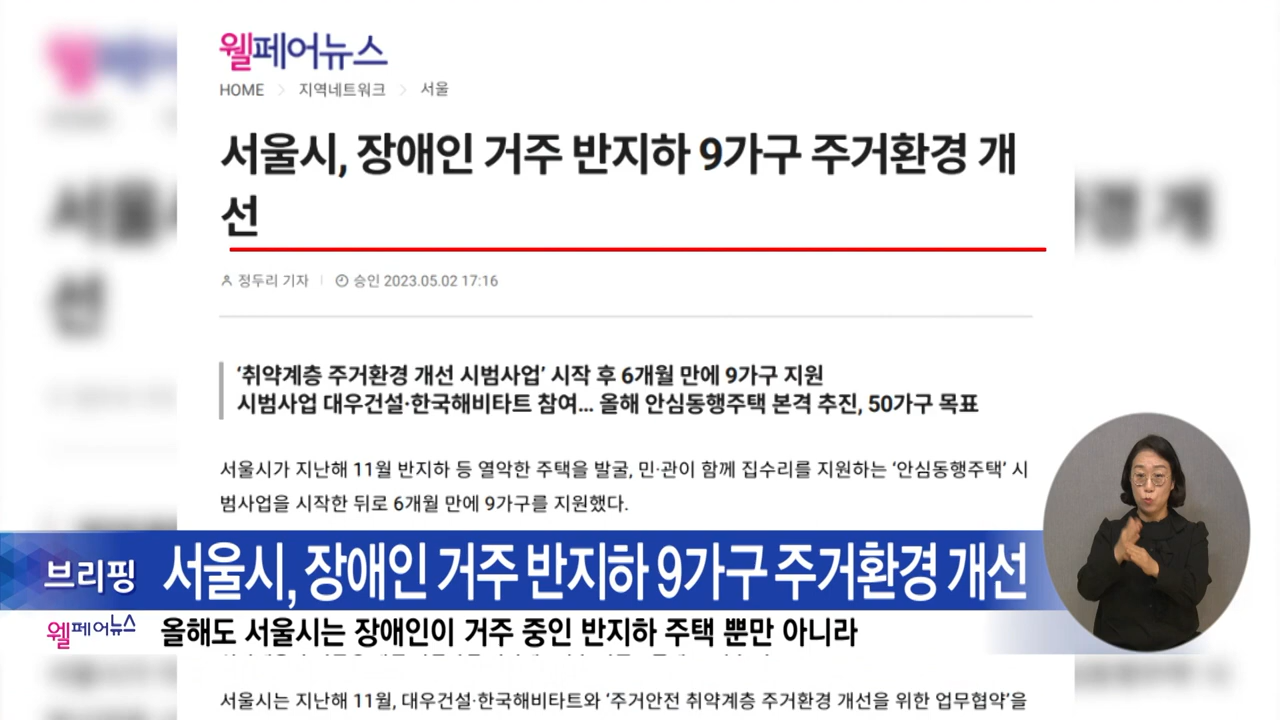 웰페어뉴스
HOME > 지역네트워크 > 서울
서울시, 장애인 거주 반지하 9가구 주거환경 개
선
정두리 기자 | 승인 2023.05.02 17:16
‘취약계층 주거환경 개선 시범사업’ 시작 후 6개월 만에 9가구 지원
시범사업 대우건설·한국해비타트 참여… 올해 안심동행주택 본격 추진, 50가구 목표
서울시가 지난해 11월 반지하 등 열악한 주택을 발굴, 민·관이 함께 집수리를 지원하는 ‘안심동행주택’ 시
범사업을 시작한 뒤로 6개월 만에 9가구를 지원했다.
브리핑 서울시, 장애인 거주 반지하 9가구 주거환경 개선
웰페어뉴스 올해도 서울시는 장애인이 거주 중인 반지하 주택 뿐만 아니라
서울시는 지난해 11월, 대우건설·한국해비타트와 ‘주거안전 취약계층 주거환경 개선을 위한 업무협약’을